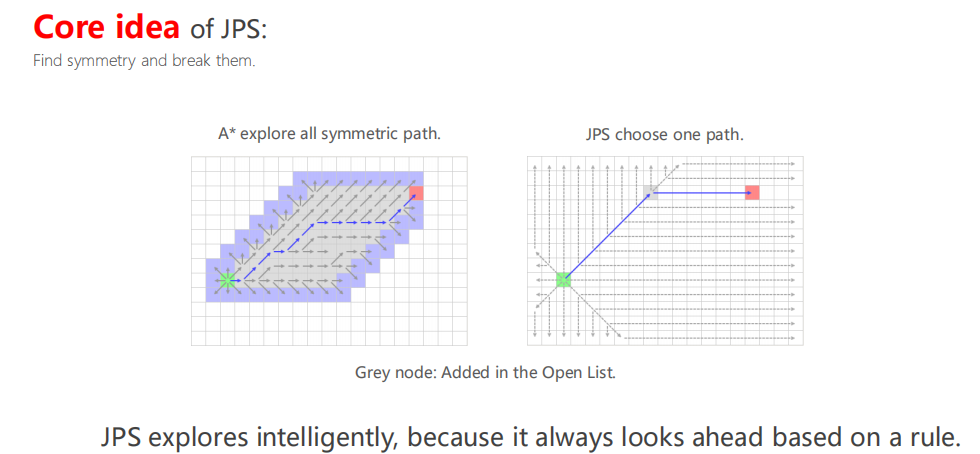 Core idea of JPS:
Find symmetry and break them.
A* explore all symmetric path.
JPS choose one path.
Grey node: Added in the Open List.
JPS explores intelligently, because it always looks ahead based on a rule.